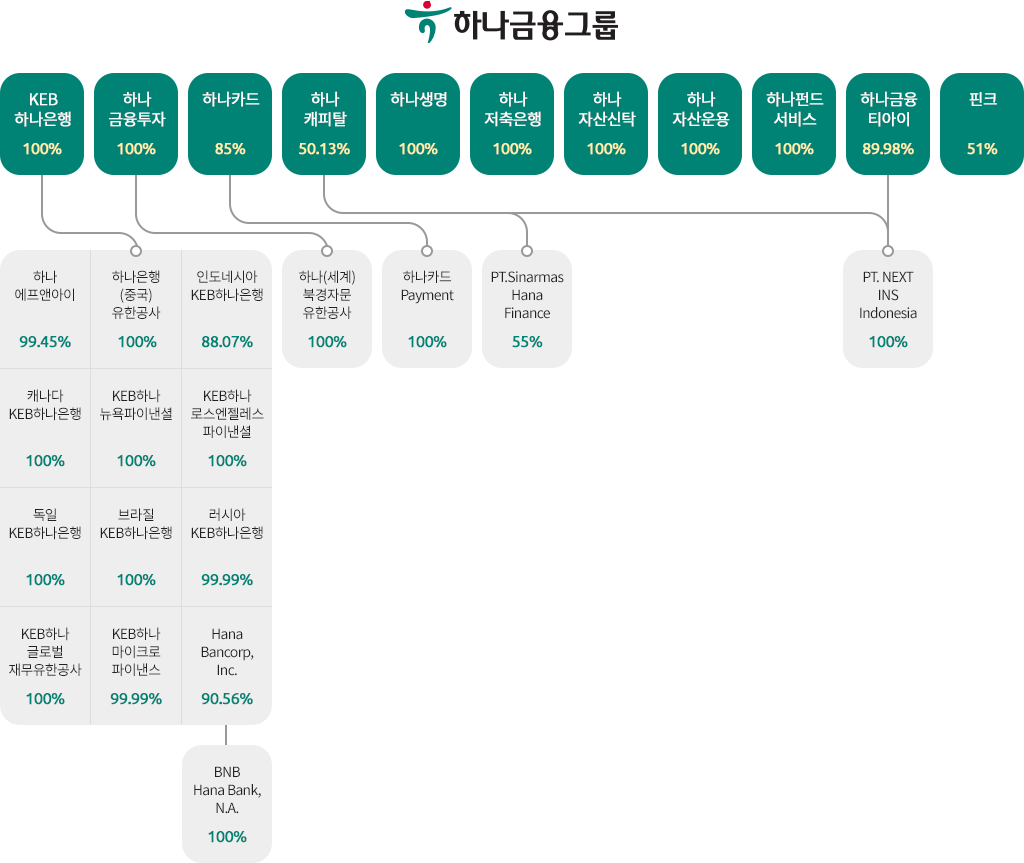 하나금융그룹
KEB
하나은행
100%
하나
금융투자
100%
하나카드
85%
하나
캐피탈
50.13%
하나생명
100%
하나
저축은행
100%
하나
자산신탁
100%
하나
자산운용
100%
하나펀드
서비스
100%
하나금융
티아이
89.98%
핀크
51%
하나
에프앤아이
99.45%
하나은행
(중국)
유한공사
100%
인도네시아
KEB하나은행
88.07%
하나(세계)
북경자문
유한공사
100%
하나카드
Payment
100%
PT.Sinarmas
Hana
Finance
55%
PT. NEXT
INS
Indonesia
100%
캐나다
KEB하나은행
100%
KEB하나
뉴욕파이낸셜
100%
KEB하나
로스엔젤레스
파이낸셜
100%
독일
KEB하나은행
100%
브라질
KEB하나은행
100%
러시아
KEB하나은행
99.99%
KEB하나
글로벌
재무유한공사
100%
KEB하나
마이크로
파이낸스
99.99%
Hana
Bancorp,
Inc.
90.56%
BNB
Hana Bank,
N.A.
100%